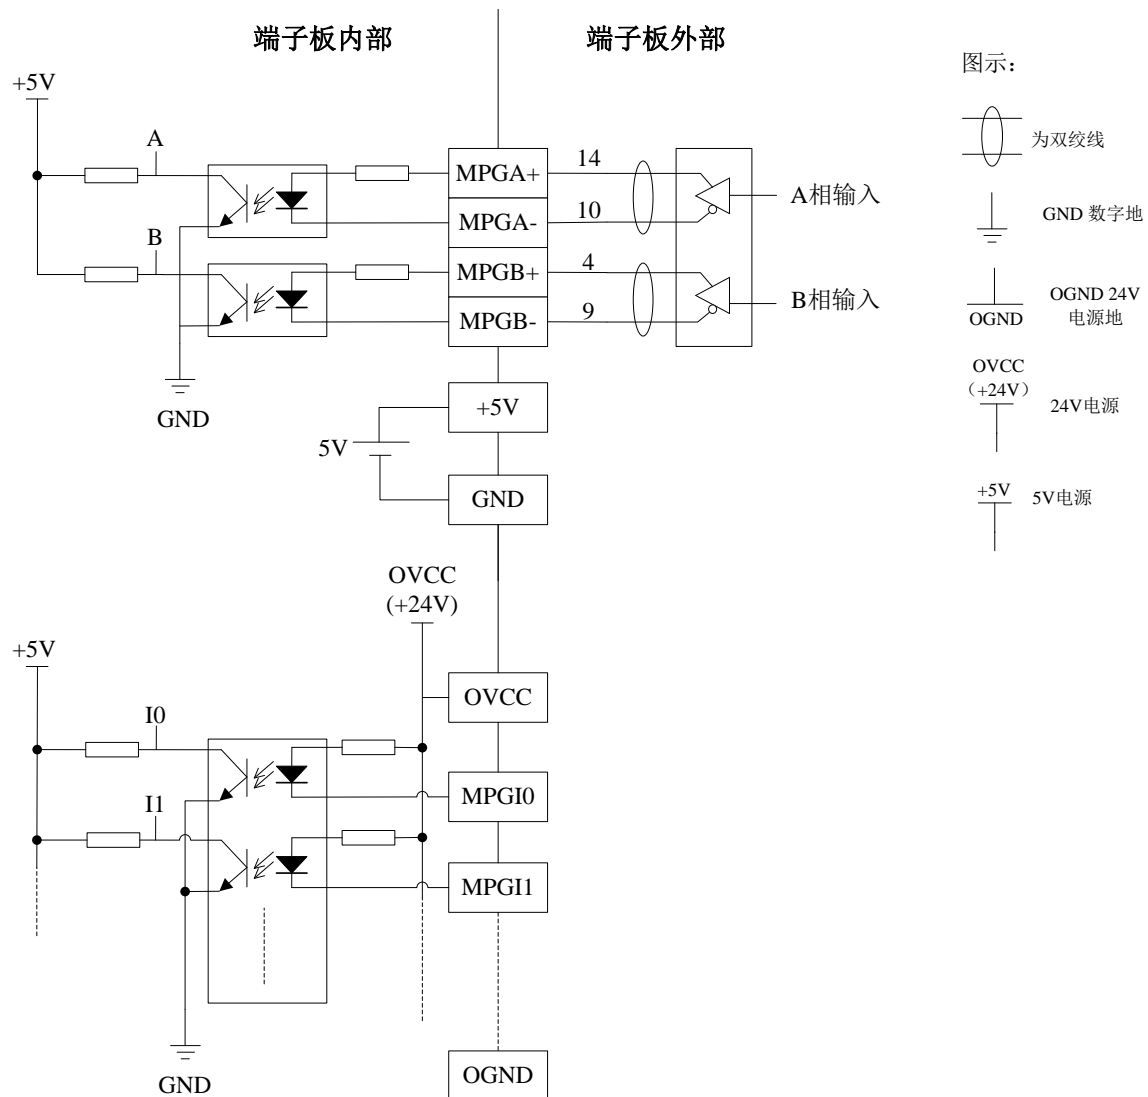 端子板内部
端子板外部
+5V
A
B
GND
MPGA+
MPGA-
MPGB+
MPGB-
14
10
4
9
A相输入
B相输入
+5V
5V
GND
OVCC
(+24V)
+5V
I0
I1
GND
OVCC
MPGI0
MPGI1
OGND
图示：
为双绞线
GND 数字地
OGND
OGND 24V
电源地
OVCC
（+24V）
24V电源
+5V
5V电源